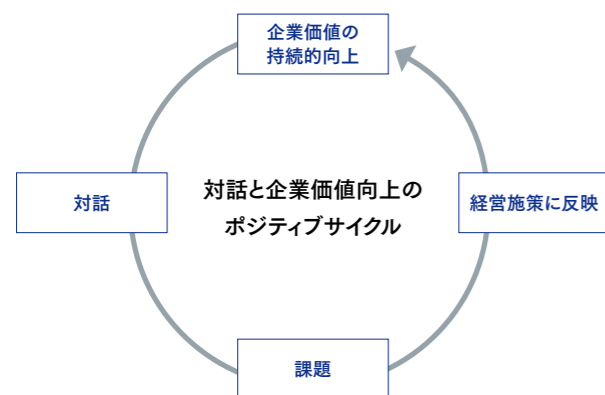 企業価値の
持続的向上
対話
対話と企業価値向上の
ポジティブサイクル
経営施策に反映
課題